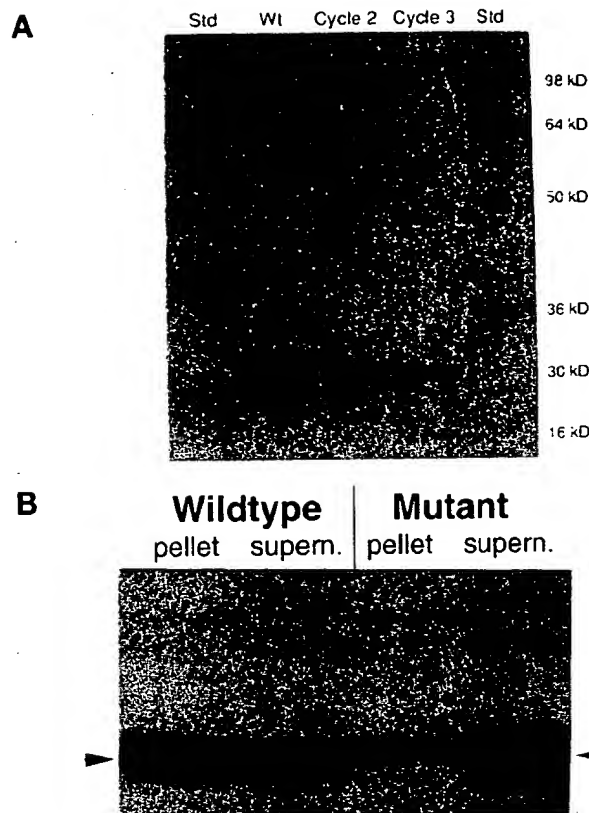 A
Std Wt Cycle 2 Cycle 3 Std
98 kD
64 kD
50 kD
36 kD
30 kD
16 kD
B
Wildtype Mutant
pellet supern. pellet supern.